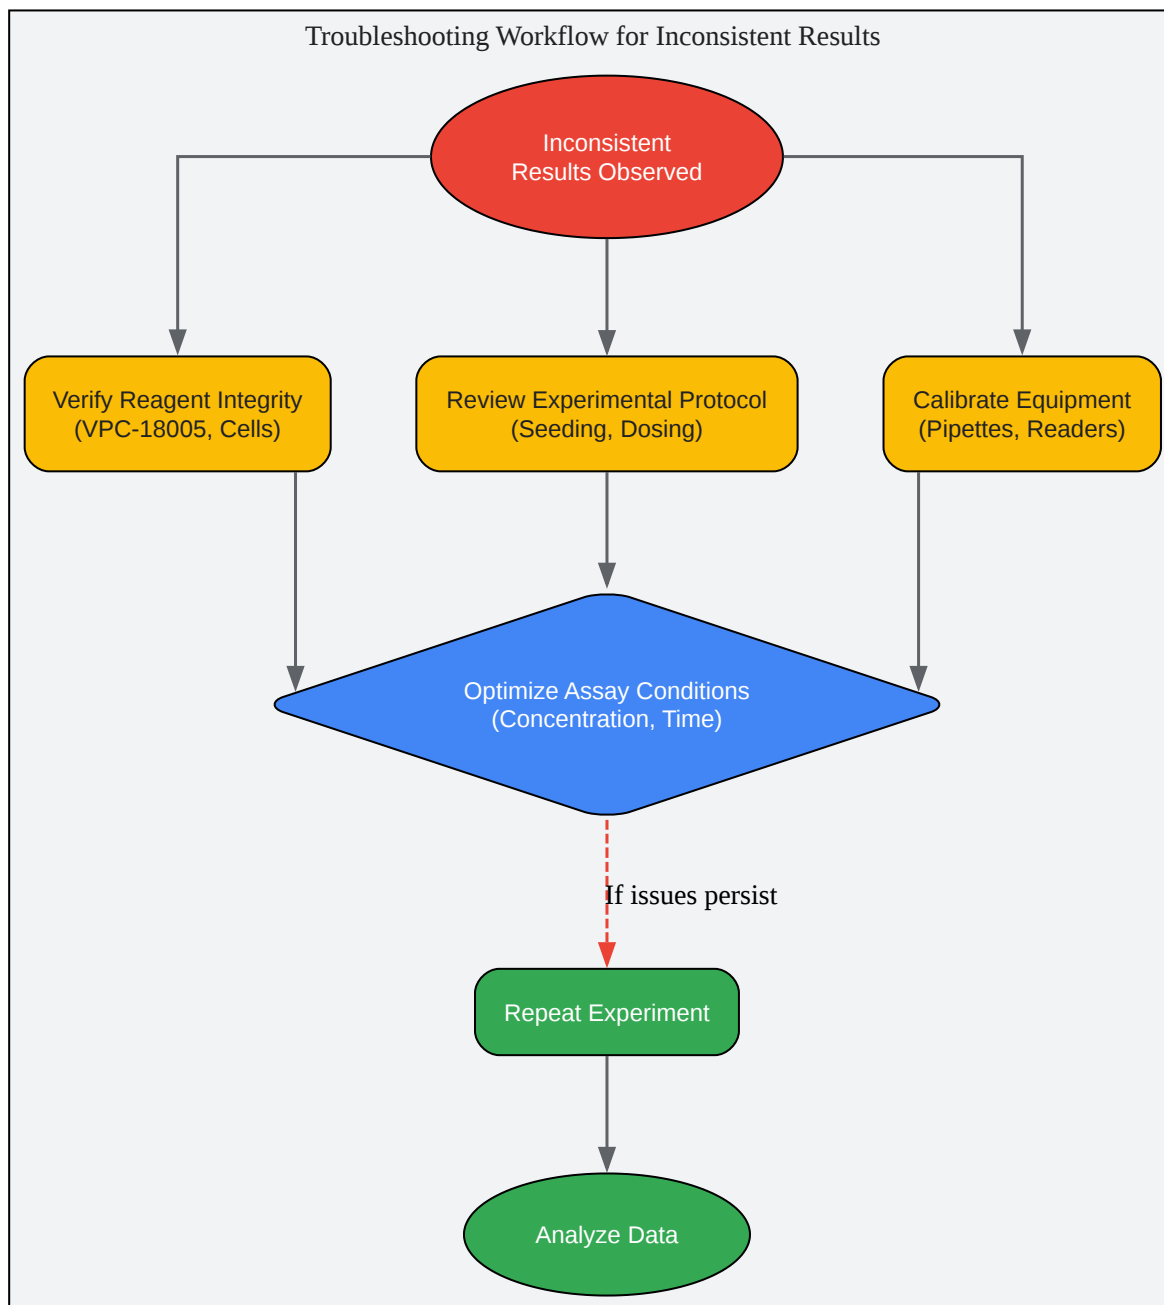 Troubleshooting Workflow for Inconsistent Results
Inconsistent
Results Observed
Verify Reagent Integrity
(VPC-18005, Cells)
Review Experimental Protocol
(Seeding, Dosing)
Calibrate Equipment
(Pipettes, Readers)
Optimize Assay Conditions
(Concentration, Time)
If issues persist
Repeat Experiment
Analyze Data